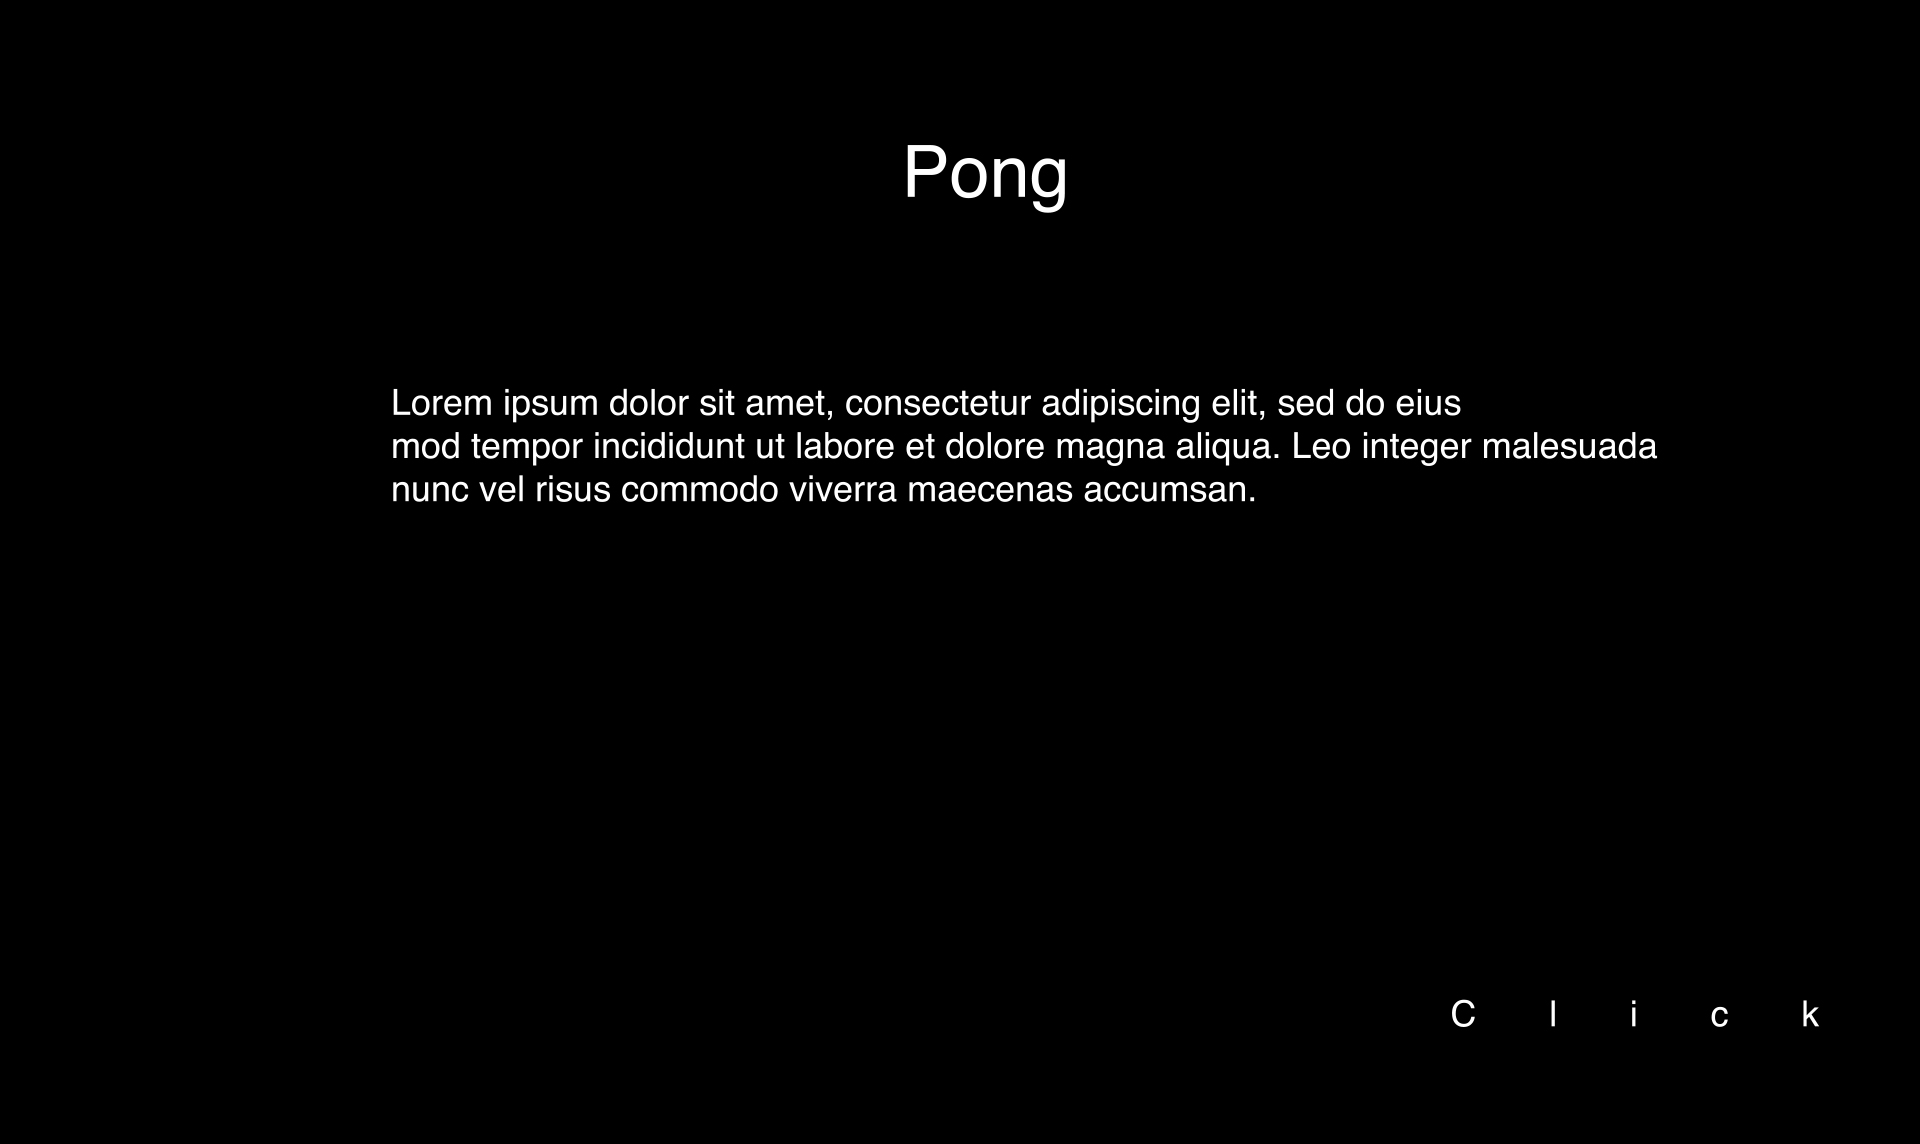 Pong
Lorem ipsum dolor sit amet, consectetur adipiscing elit, sed do eius
mod tempor incididunt ut labore et dolore magna aliqua. Leo integer malesuada
nunc vel risus commodo viverra maecenas accumsan.
C l i c k